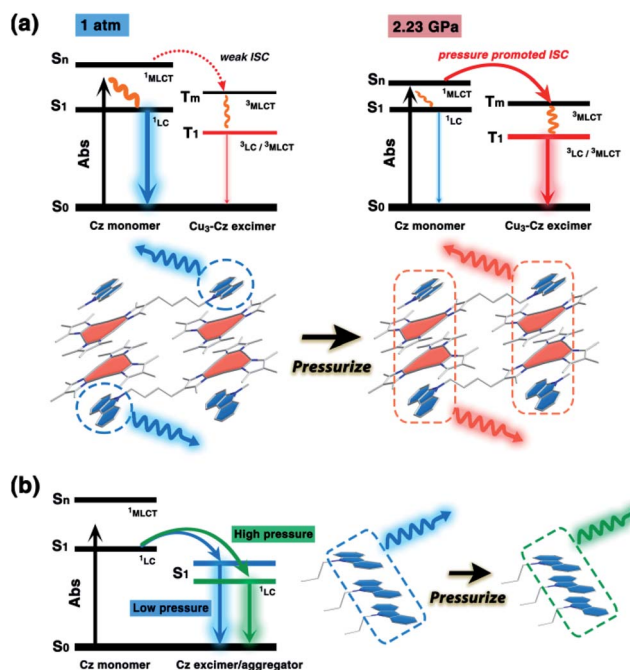 (a)
1 atm
2.23 GPa
Sn
¹MLCT
weak ISC
S1
¹LC
Tm
³MLCT
T1
³LC / ³MLCT
Abs
S0
Cz monomer
Cu₃-Cz excimer
pressure promoted ISC
Sn
¹MLCT
S1
¹LC
Tm
³MLCT
T1
³LC / ³MLCT
Abs
S0
Cz monomer
Cu₃-Cz excimer
Pressurize
(b)
Sn
¹MLCT
High pressure
S1
¹LC
S1
¹LC
Low pressure
Abs
S0
Cz monomer
Cz excimer/aggregator
Pressurize